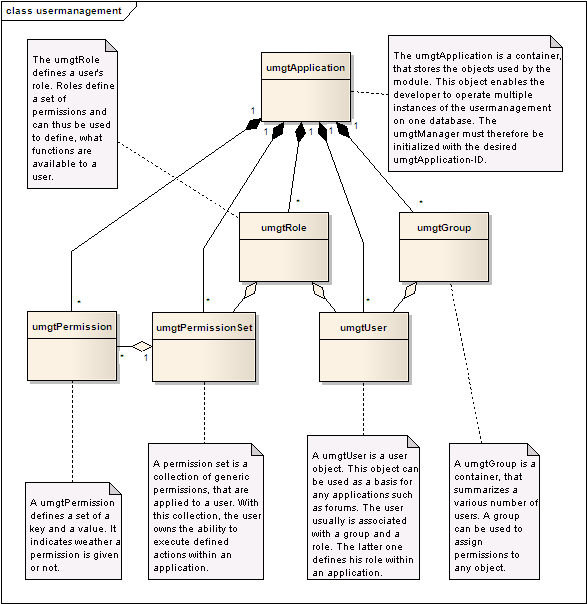 class usermanagement
The umgtRole
defines a user's
role. Roles define
a set of
permissions and
can thus be used
to define, what
functions are
available to a
user.
umgtApplication
The umgtApplication is a container,
that stores the objects used by the
module. This object enables the
developer to operate multiple
instances of the usermanagement
on one database. The
umgtManager must therefore be
initialized with the desired
umgtApplication-ID.
1
1
1
1
1
*
*
*
*
*
umgtRole
umgtGroup
umgtPermission
umgtPermissionSet
umgtUser
*
1
A umgtPermission
defines a set of a
key and a value. It
indicates weather a
permission is given
or not.
A permission set is a
collection of generic
permissions, that are
applied to a user. With
this collection, the user
owns the ability to
execute defined
actions within an
application.
A umgtUser is a user
object. This object can
be used as a basis for
any applications such
as forums. The user
usually is associated
with a group and a
role. The latter one
defines his role within
an application.
A umgtGroup is a
container, that
summarizes a
various number of
users. A group
can be used to
assign
permissions to
any object.